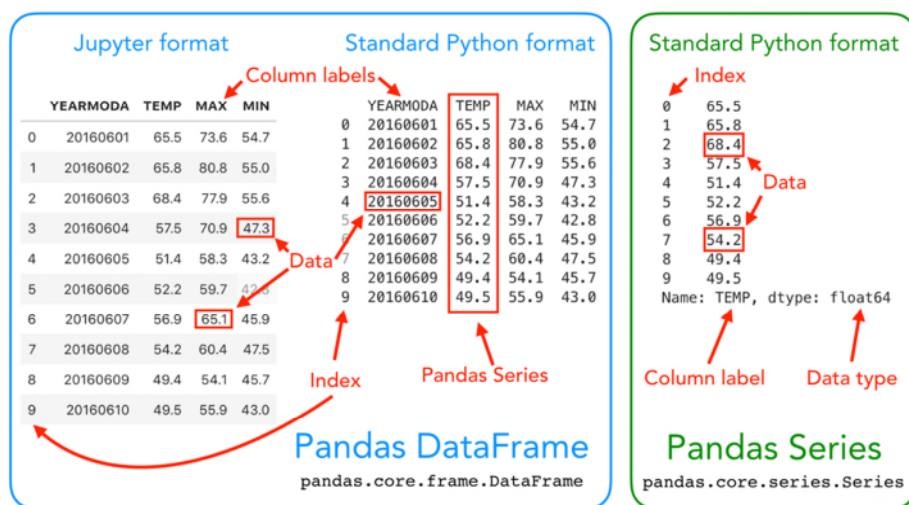 Jupyter format
Column labels
YEARMODA TEMP MAX MIN
0 20160601 65.5 73.6 54.7
1 20160602 65.8 80.8 55.0
2 20160603 68.4 77.9 55.6
3 20160604 57.5 70.9 47.3
4 20160605 51.4 58.3 43.2
5 20160606 52.2 59.7 42.8
6 20160607 56.9 65.1 45.9
7 20160608 54.2 60.4 47.5
8 20160609 49.4 54.1 45.7
9 20160610 49.5 55.9 43.0
Data
Index
Standard Python format
YEARMODA TEMP MAX MIN
0 20160601 65.5 73.6 54.7
1 20160602 65.8 80.8 55.0
2 20160603 68.4 77.9 55.6
3 20160604 57.5 70.9 47.3
4 20160605 51.4 58.3 43.2
5 20160606 52.2 59.7 42.8
6 20160607 56.9 65.1 45.9
7 20160608 54.2 60.4 47.5
8 20160609 49.4 54.1 45.7
9 20160610 49.5 55.9 43.0
Pandas Series
Pandas DataFrame
pandas.core.frame.DataFrame
Standard Python format
Index
0 65.5
1 65.8
2 68.4
3 57.5
4 51.4
5 52.2
6 56.9
7 54.2
8 49.4
9 49.5
Data
Name: TEMP, dtype: float64
Column label
Data type
Pandas Series
pandas.core.series.Series